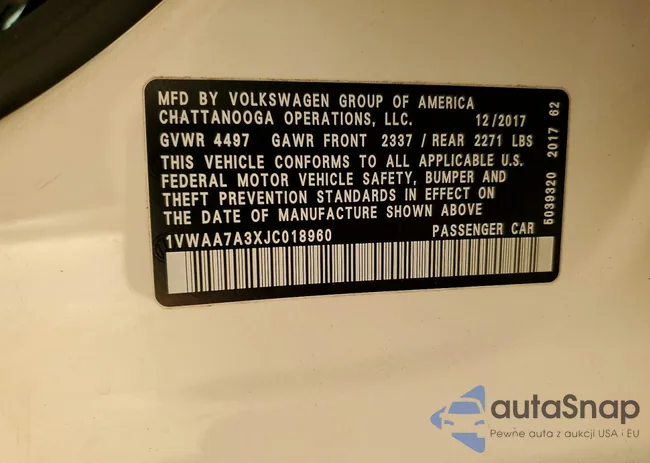 MFD BY VOLKSWAGEN GROUP OF AMERICA
CHATTANOOGA OPERATIONS, LLC. 12/2017
GVWR 4497 GAWR FRONT 2337 / REAR 2271 LBS
THIS VEHICLE CONFORMS TO ALL APPLICABLE U.S.
FEDERAL MOTOR VEHICLE SAFETY, BUMPER AND
THEFT PREVENTION STANDARDS IN EFFECT ON
THE DATE OF MANUFACTURE SHOWN ABOVE
1VWAA7A3XJC018960 PASSENGER CAR
5039320 2017 62
autaSnap
Pewne auta z aukcji USA i EU